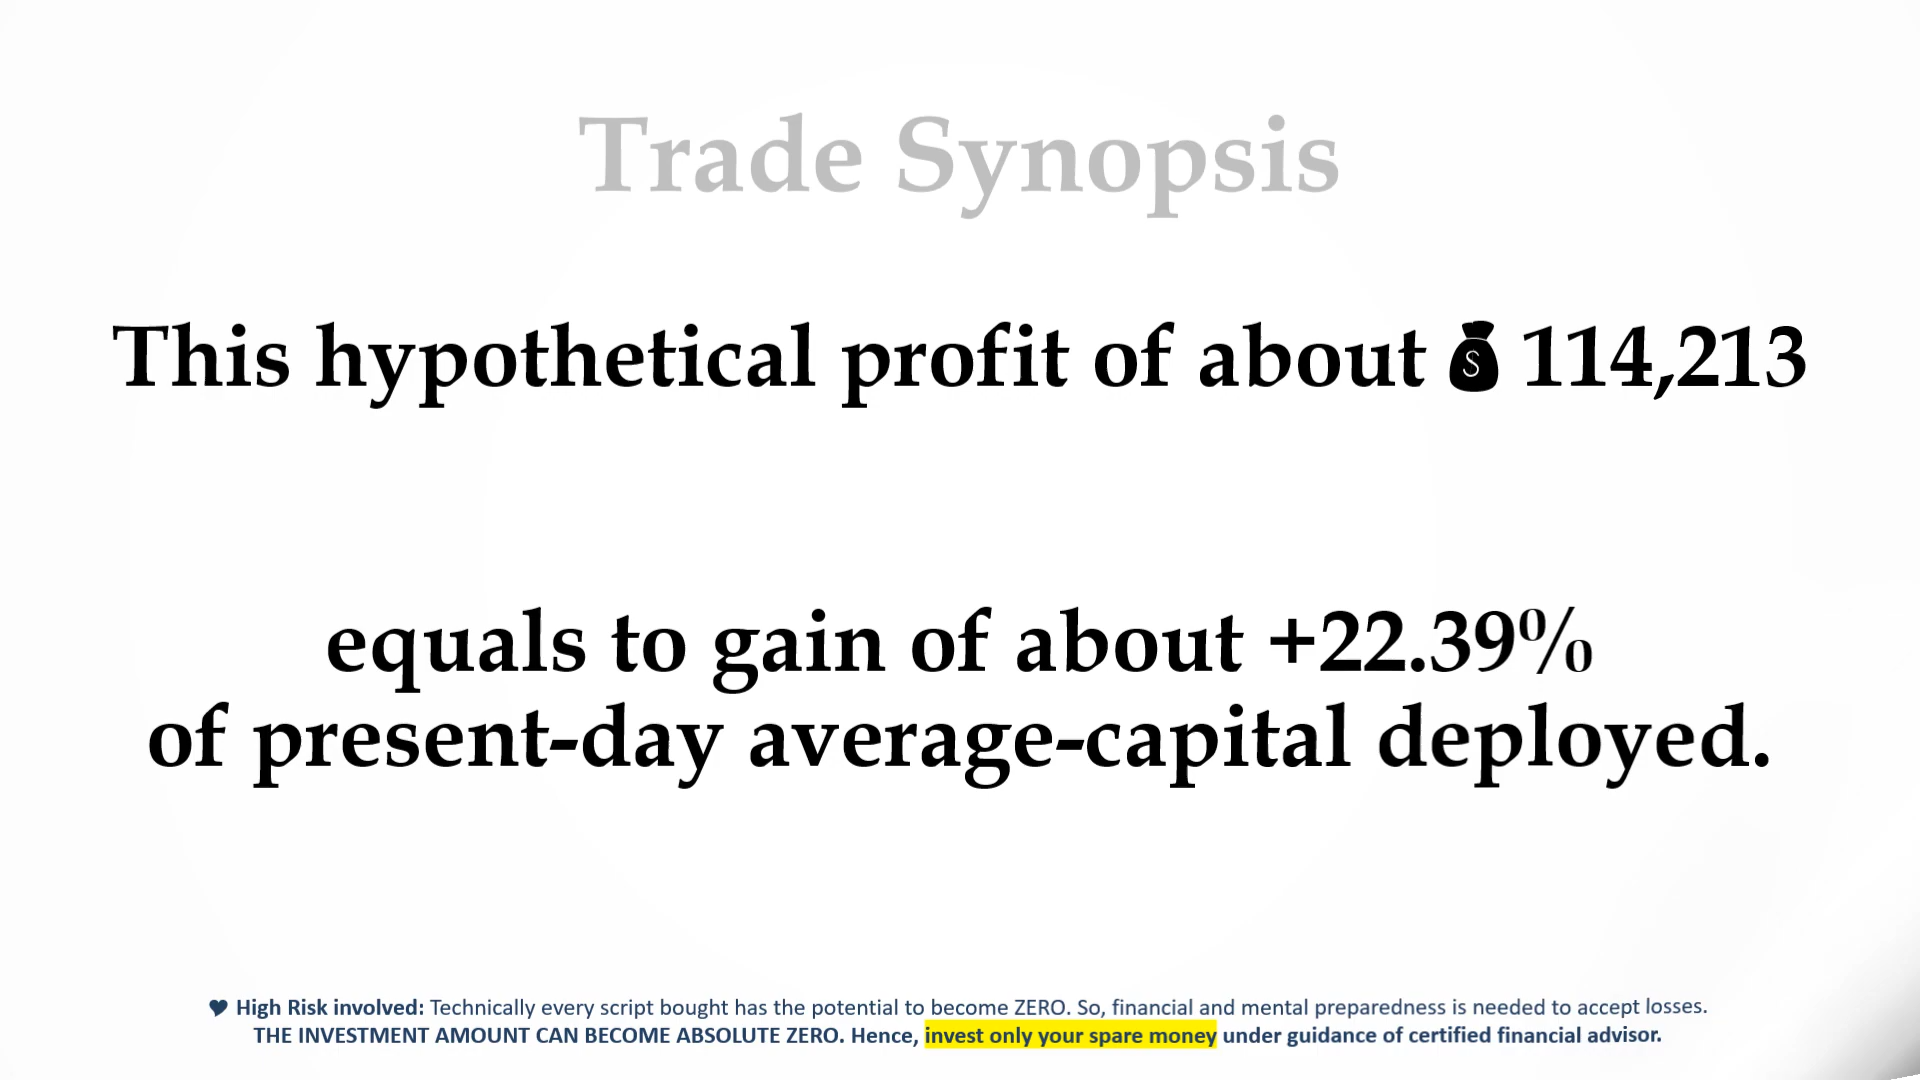 Trade Synopsis
This hypothetical profit of about 💰 114,213
equals to gain of about +22.39%
of present-day average-capital deployed.
♥ High Risk involved: Technically every script bought has the potential to become ZERO. So, financial and mental preparedness is needed to accept losses.
THE INVESTMENT AMOUNT CAN BECOME ABSOLUTE ZERO. Hence, invest only your spare money under guidance of certified financial advisor.